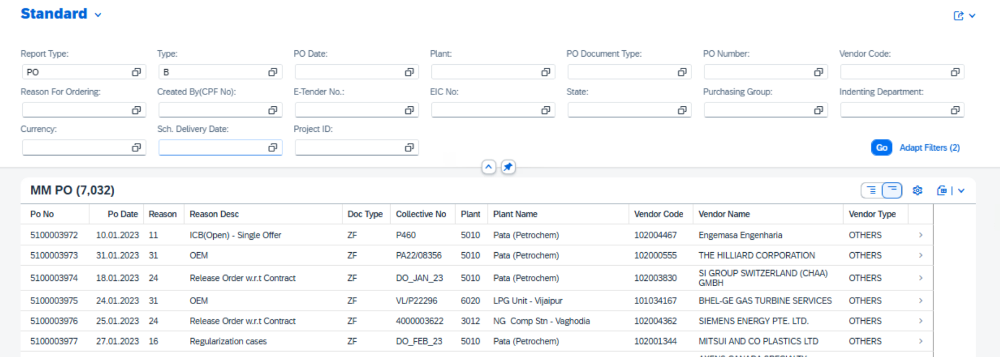 Standard
Report Type: Type: PO Date: Plant: PO Document Type: PO Number: Vendor Code:
PO B
Reason For Ordering: Created By(CPF No): E-Tender No.: EIC No: State: Purchasing Group: Indenting Department:
Currency: Sch. Delivery Date: Project ID:
Go Adapt Filters (2)
MM PO (7,032)
Po No Po Date Reason Reason Desc Doc Type Collective No Plant Plant Name Vendor Code Vendor Name Vendor Type
5100003972 10.01.2023 11 ICB(Open) - Single Offer ZF P460 5010 Pata (Petrochem) 102004467 Engemasa Engenharia OTHERS
5100003973 31.01.2023 31 OEM ZF PA22/08356 5010 Pata (Petrochem) 102000555 THE HILLIARD CORPORATION OTHERS
5100003974 18.01.2023 24 Release Order w.r.t Contract ZF DO_JAN_23 5010 Pata (Petrochem) 102003830 SI GROUP SWITZERLAND (CHAA) GMBH OTHERS
5100003975 24.01.2023 31 OEM ZF VL/P22296 6020 LPG Unit - Vijaipur 101034167 BHEL-GE GAS TURBINE SERVICES OTHERS
5100003976 25.01.2023 24 Release Order w.r.t Contract ZF 4000003622 3012 NG Comp Stn - Vaghodia 102004362 SIEMENS ENERGY PTE. LTD. OTHERS
5100003977 27.01.2023 16 Regularization cases ZF DO_FEB_23 5010 Pata (Petrochem) 102001344 MITSUI AND CO PLASTICS LTD OTHERS